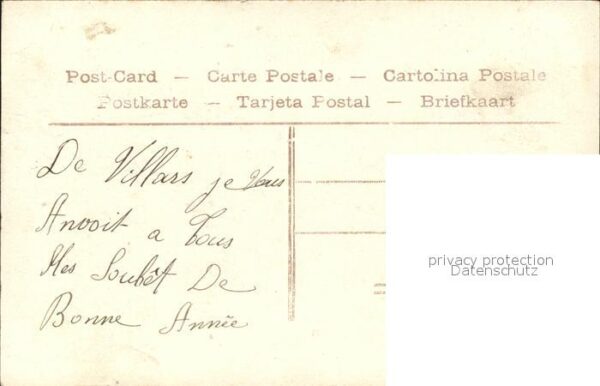 Post-Card — Carte Postale — Cartolina Postale
Postkarte — Tarjeta Postal — Briefkaart
De Villars je Vous
Anvoit a Tous
Mes Souhêt De
Bonne Année
privacy protection
Datenschutz